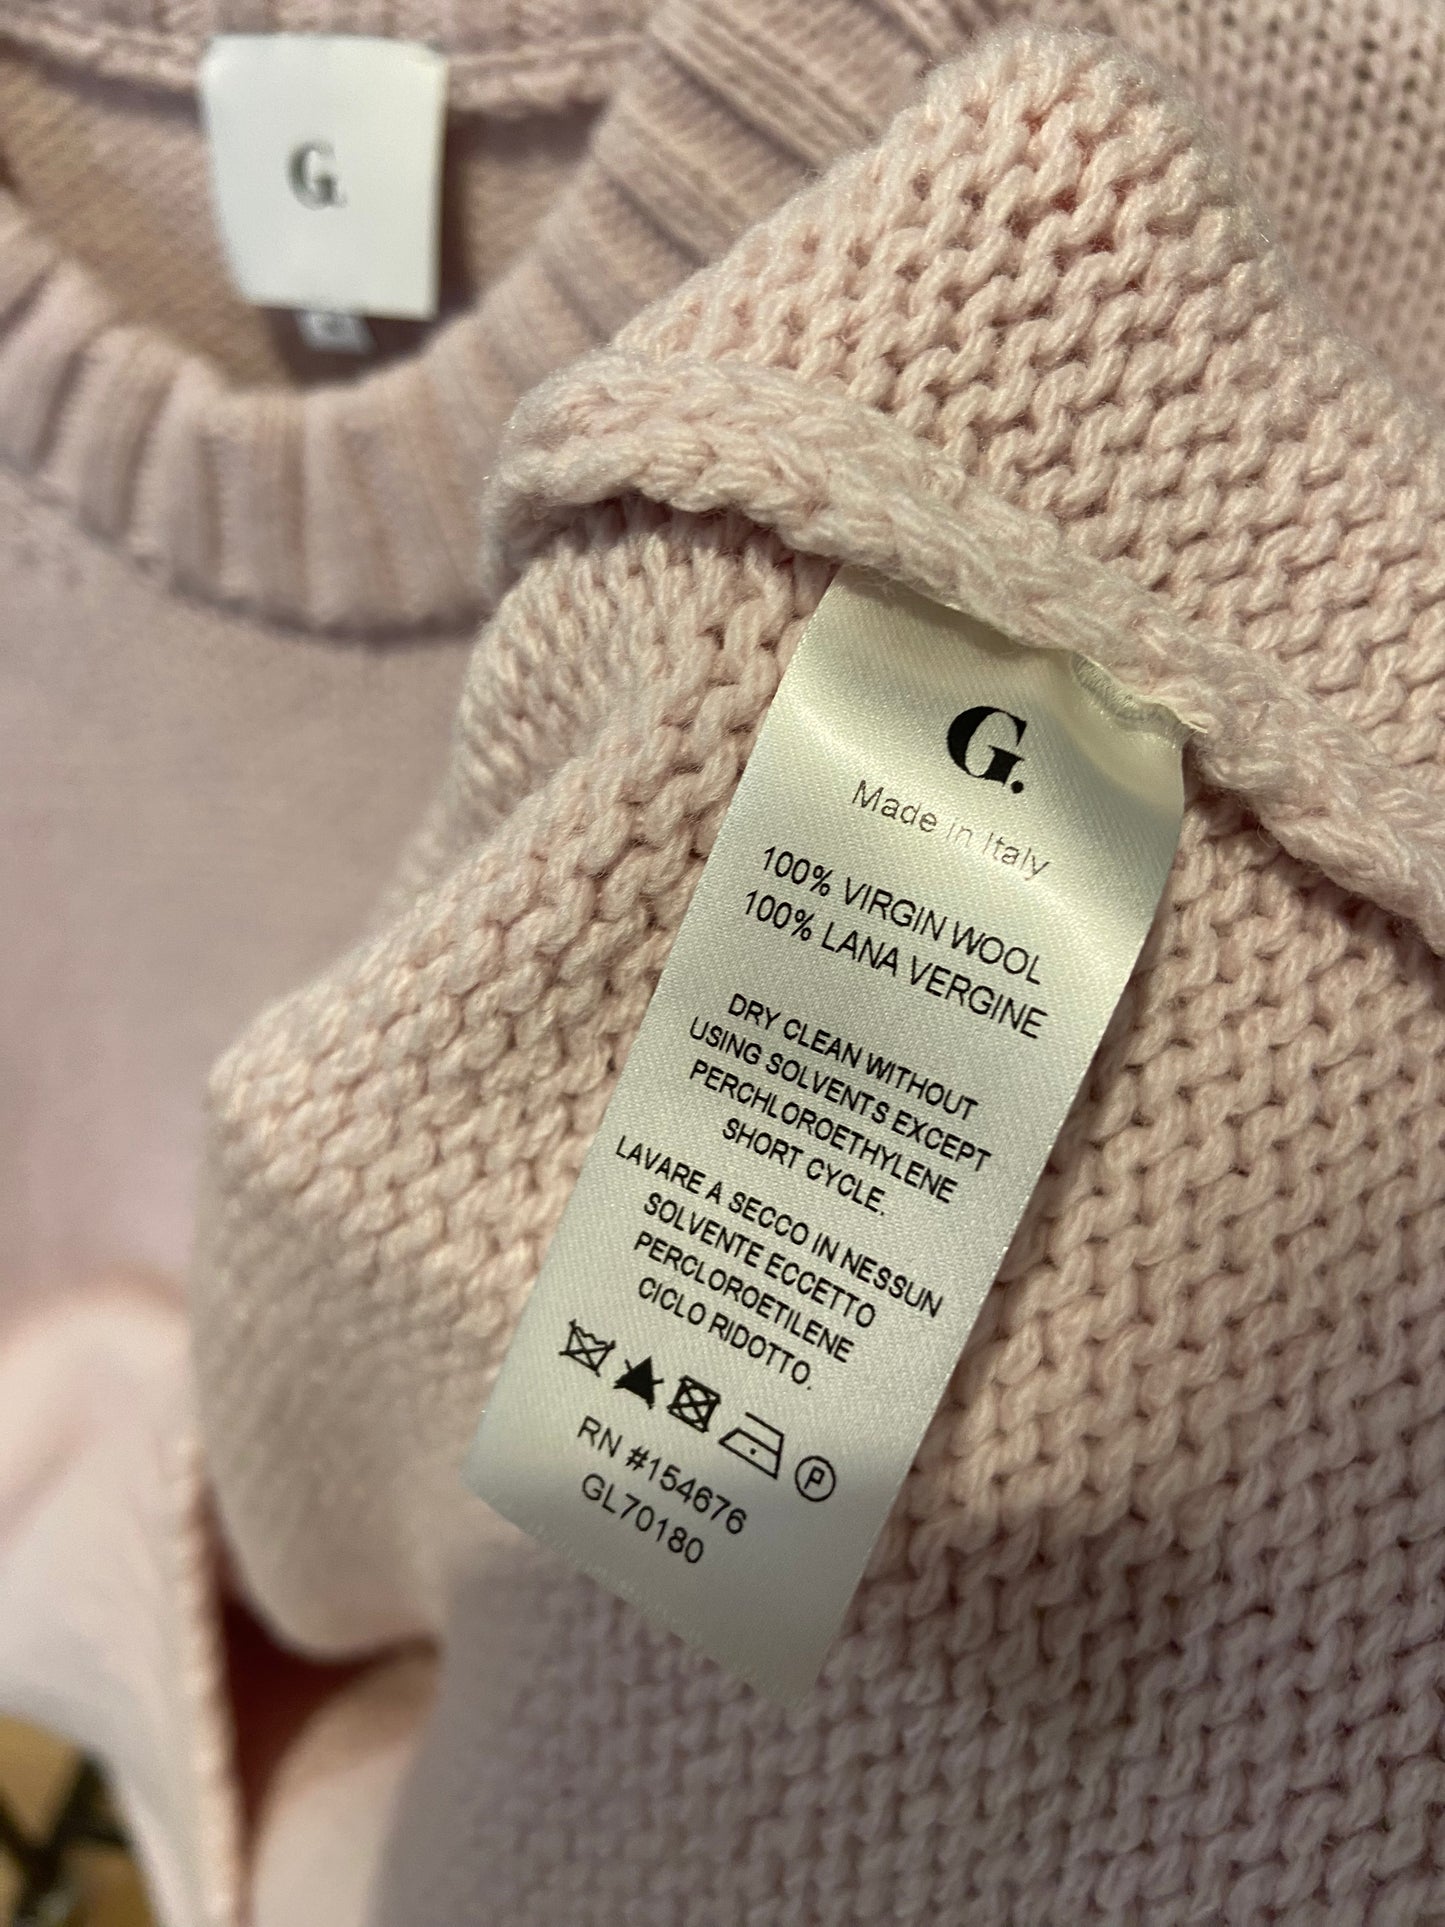 G.
G.
Made in Italy
100% VIRGIN WOOL
100% LANA VERGINE
DRY CLEAN WITHOUT
USING SOLVENTS EXCEPT
PERCHLOROETHYLENE
SHORT CYCLE.
LAVARE A SECCO IN NESSUN
SOLVENTE ECCETTO
PERCLOROETILENE
CICLO RIDOTTO.
P
RN #154676
GL70180